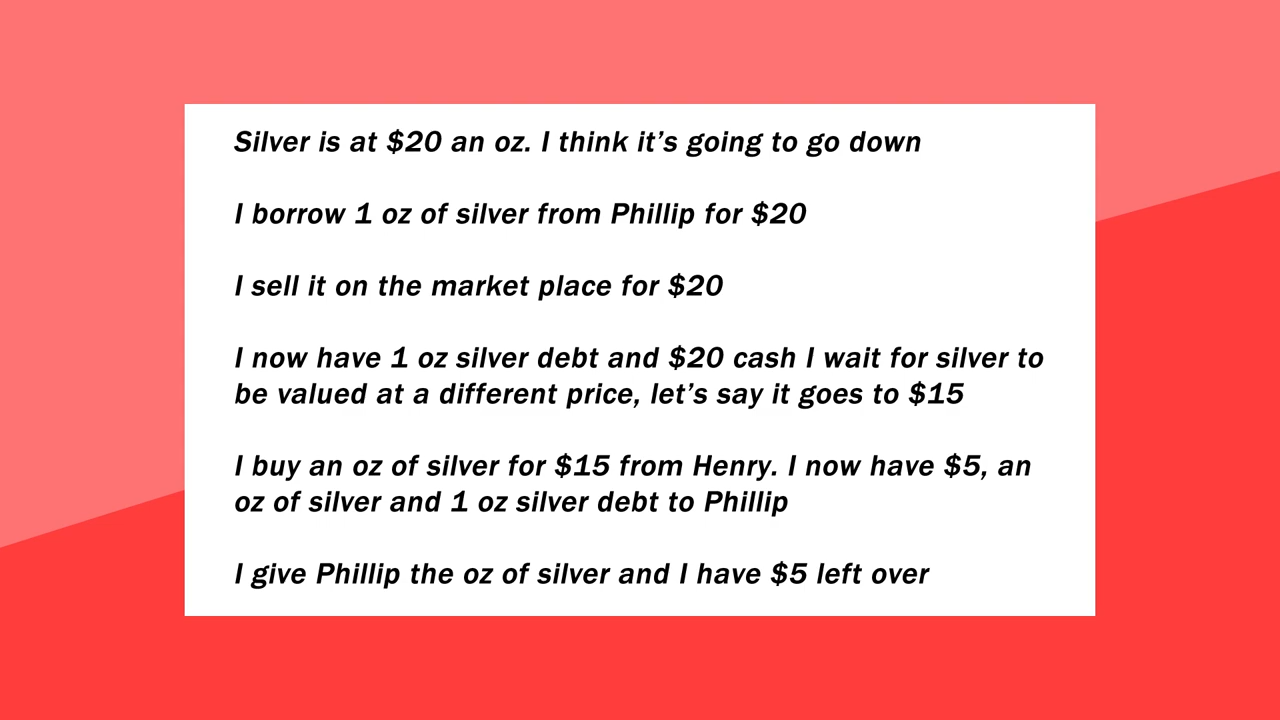 Silver is at $20 an oz. I think it’s going to go down
I borrow 1 oz of silver from Phillip for $20
I sell it on the market place for $20
I now have 1 oz silver debt and $20 cash I wait for silver to
be valued at a different price, let’s say it goes to $15
I buy an oz of silver for $15 from Henry. I now have $5, an
oz of silver and 1 oz silver debt to Phillip
I give Phillip the oz of silver and I have $5 left over